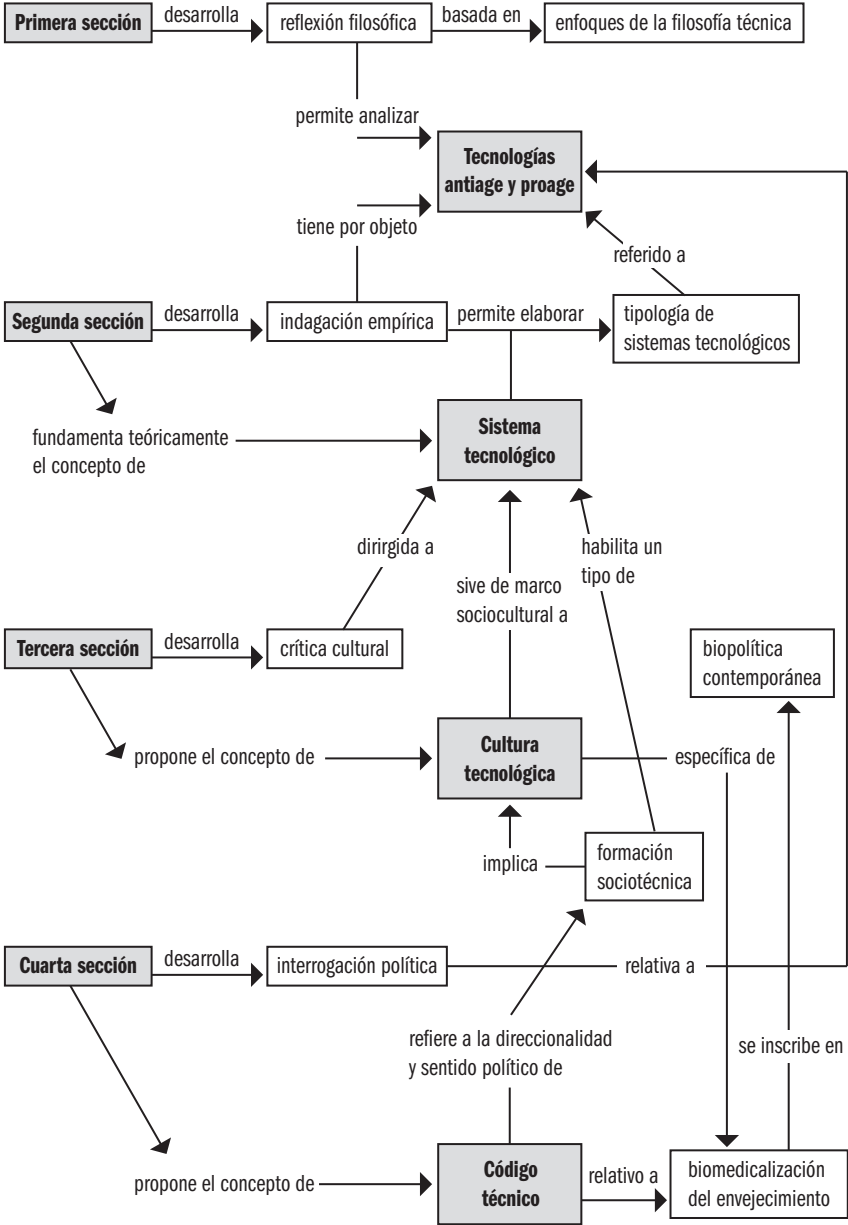 Primera sección
desarrolla
reflexión filosófica
basada en
enfoques de la filosofía técnica
permite analizar
Tecnologías
antiage y proage
tiene por objeto
referido a
Segunda sección
desarrolla
indagación empírica
permite elaborar
tipología de
sistemas tecnológicos
fundamenta teóricamente
el concepto de
Sistema
tecnológico
dirirgida a
habilita un
tipo de
sive de marco
sociocultural a
Tercera sección
desarrolla
crítica cultural
biopolítica
contemporánea
propone el concepto de
Cultura
tecnológica
específica de
implica
formación
sociotécnica
Cuarta sección
desarrolla
interrogación política
relativa a
refiere a la direccionalidad
y sentido político de
se inscribe en
propone el concepto de
Código
técnico
relativo a
biomedicalización
del envejecimiento